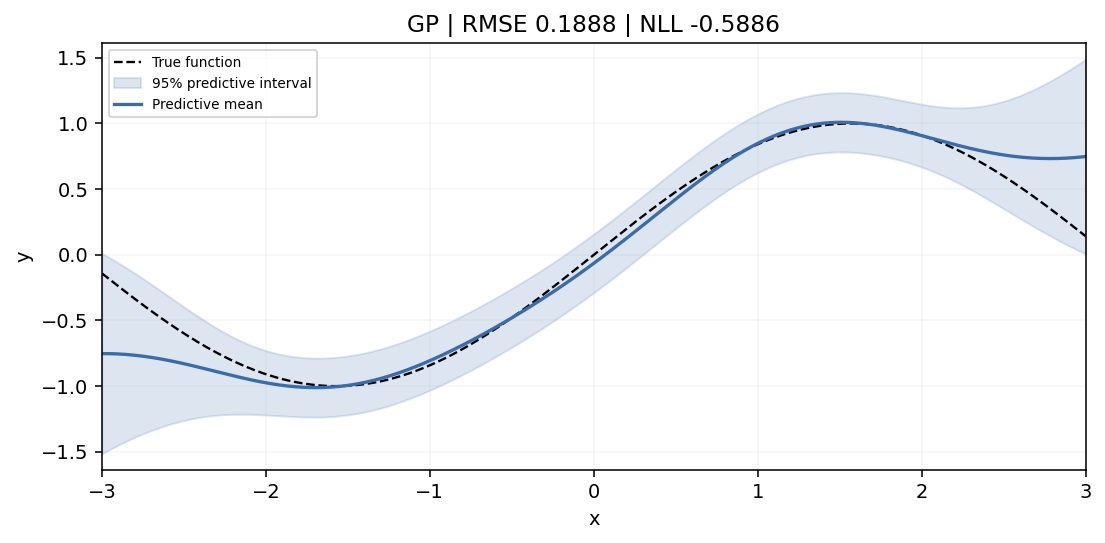 GP | RMSE 0.1888 | NLL -0.5886
True function
95% predictive interval
Predictive mean
1.5
1.0
0.5
0.0
−0.5
−1.0
−1.5
y
−3 −2 −1 0 1 2 3
x